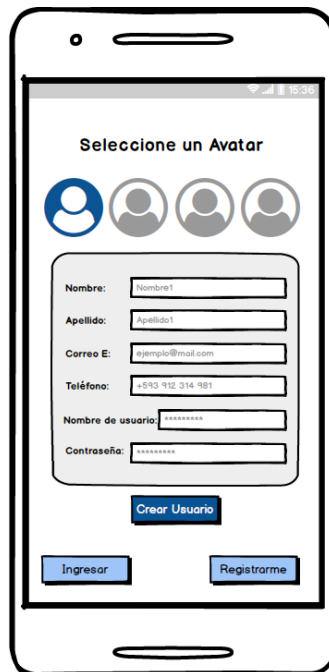 15:36
Seleccione un Avatar
Nombre: Nombre1
Apellido: Apellido1
Correo E: ejemplo@mail.com
Teléfono: +593 912 314 981
Nombre de usuario: *********
Contraseña: *********
Crear Usuario
Ingresar Registrarme